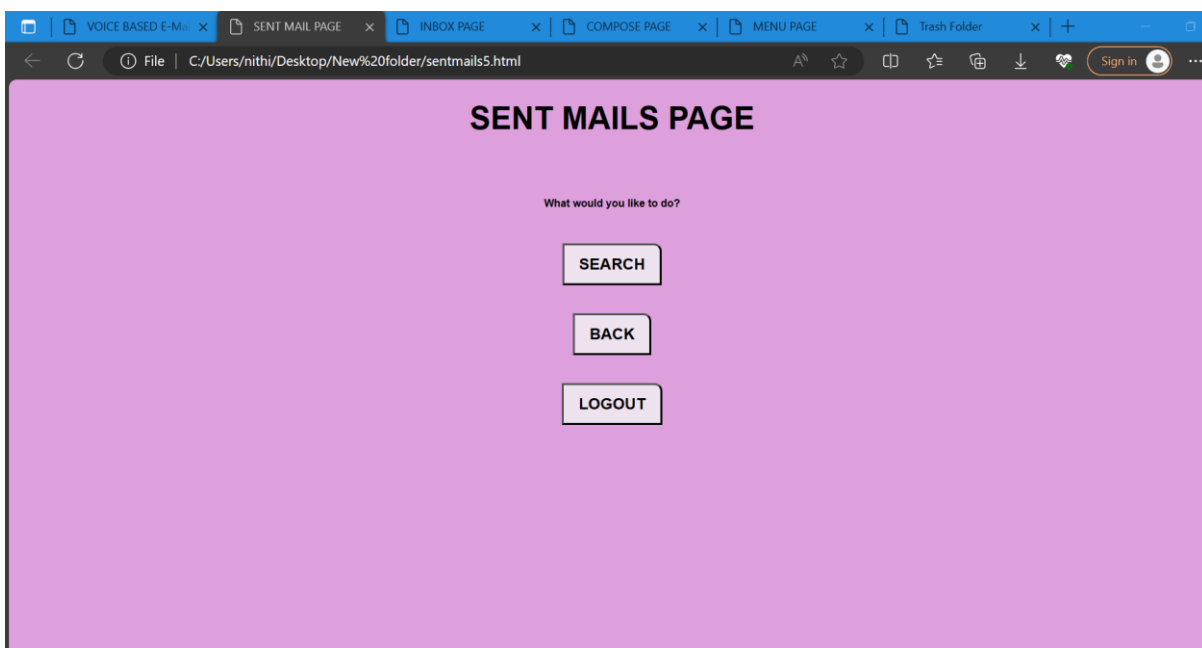 VOICE BASED E-Ma SENT MAIL PAGE INBOX PAGE COMPOSE PAGE MENU PAGE Trash Folder
File C:/Users/nithi/Desktop/New%20folder/sentmails5.html Sign in
SENT MAILS PAGE
What would you like to do?
SEARCH
BACK
LOGOUT